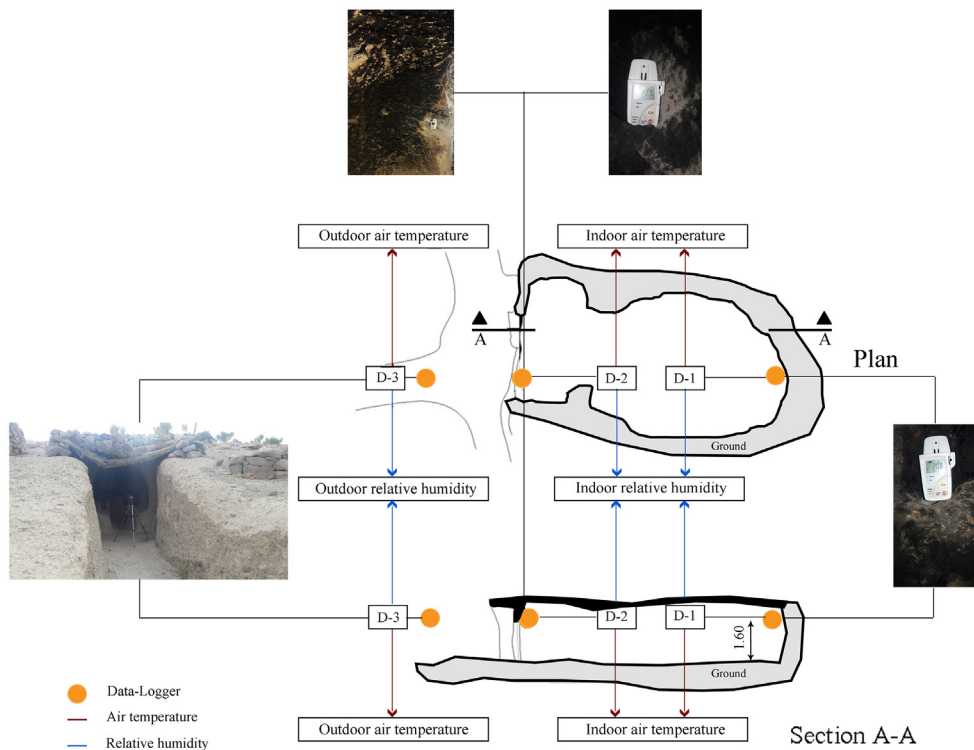 Outdoor air temperature
Indoor air temperature
A
A
Plan
D-3
D-2
D-1
Ground
Outdoor relative humidity
Indoor relative humidity
D-3
D-2
D-1
1.60
Ground
Data-Logger
Air temperature
Relative humidity
Outdoor air temperature
Indoor air temperature
Section A-A